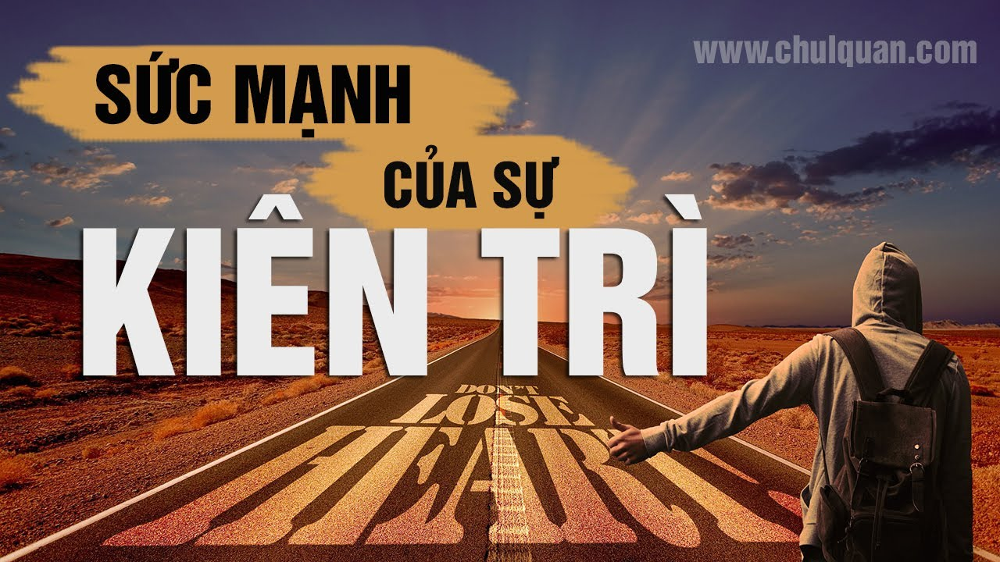 www.chulquan.com
SỨC MẠNH
CỦA SỰ
KIÊN TRÌ
DON'T
LOSE
HEART!